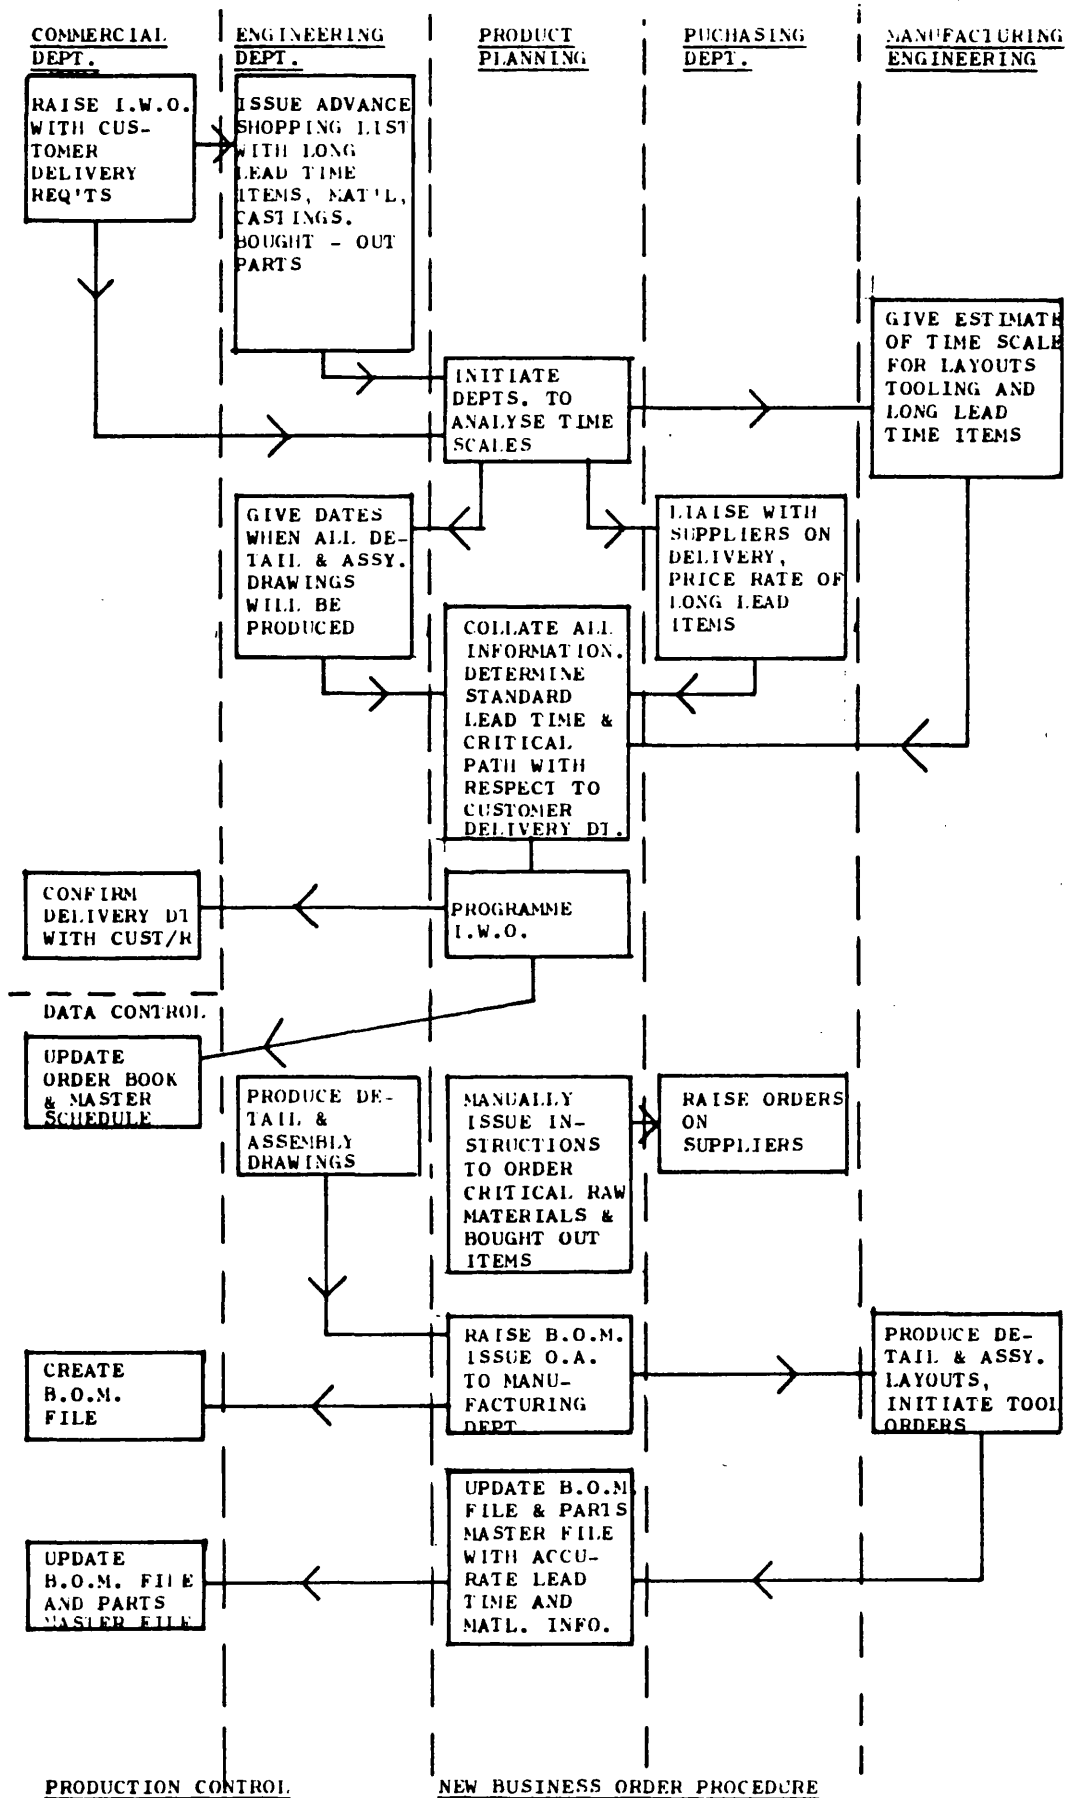 COMMERCIAL
DEPT.
ENGINEERING
DEPT.
PRODUCT
PLANNING
PUCHASING
DEPT.
MANUFACTURING
ENGINEERING
RAISE I.W.O.
WITH CUS-
TOMER
DELIVERY
REQ'TS
ISSUE ADVANCE
SHOPPING LIST
WITH LONG
LEAD TIME
ITEMS, MAT'L,
CASTINGS.
BOUGHT - OUT
PARTS
GIVE ESTIMATE
OF TIME SCALE
FOR LAYOUTS
TOOLING AND
LONG LEAD
TIME ITEMS
INITIATE
DEPTS. TO
ANALYSE TIME
SCALES
GIVE DATES
WHEN ALL DE-
TAIL & ASSY.
DRAWINGS
WILL BE
PRODUCED
LIAISE WITH
SUPPLIERS ON
DELIVERY,
PRICE RATE OF
LONG LEAD
ITEMS
COLLATE ALL
INFORMATION.
DETERMINE
STANDARD
LEAD TIME &
CRITICAL
PATH WITH
RESPECT TO
CUSTOMER
DELIVERY DT.
CONFIRM
DELIVERY DT
WITH CUST/R
PROGRAMME
I.W.O.
DATA CONTROL
UPDATE
ORDER BOOK
& MASTER
SCHEDULE
PRODUCE DE-
TAIL &
ASSEMBLY
DRAWINGS
MANUALLY
ISSUE IN-
STRUCTIONS
TO ORDER
CRITICAL RAW
MATERIALS &
BOUGHT OUT
ITEMS
RAISE ORDERS
ON
SUPPLIERS
CREATE
B.O.M.
FILE
RAISE B.O.M.
ISSUE O.A.
TO MANU-
FACTURING
DEPT
PRODUCE DE-
TAIL & ASSY.
LAYOUTS,
INITIATE TOOL
ORDERS
UPDATE
B.O.M. FILE
AND PARTS
MASTER FILE
UPDATE B.O.M
FILE & PARTS
MASTER FILE
WITH ACCU-
RATE LEAD
TIME AND
MATL. INFO.
PRODUCTION CONTROL
NEW BUSINESS ORDER PROCEDURE